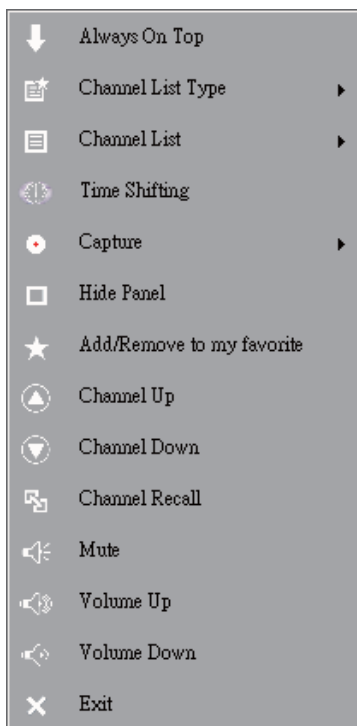 Always On Top
Channel List Type
Channel List
Time Shifting
Capture
Hide Panel
Add/Remove to my favorite
Channel Up
Channel Down
Channel Recall
Mute
Volume Up
Volume Down
Exit